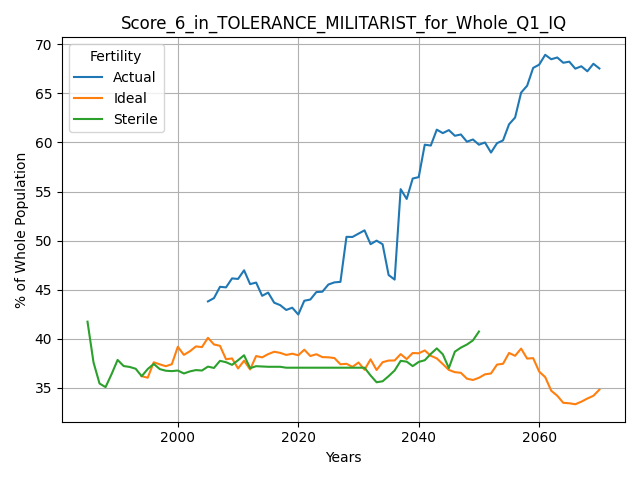 Score_6_in_TOLERANCE_MILITARIST_for_Whole_Q1_IQ
Fertility
Actual
Ideal
Sterile
% of Whole Population
70
65
60
55
50
45
40
35
2000
2020
2040
2060
Years